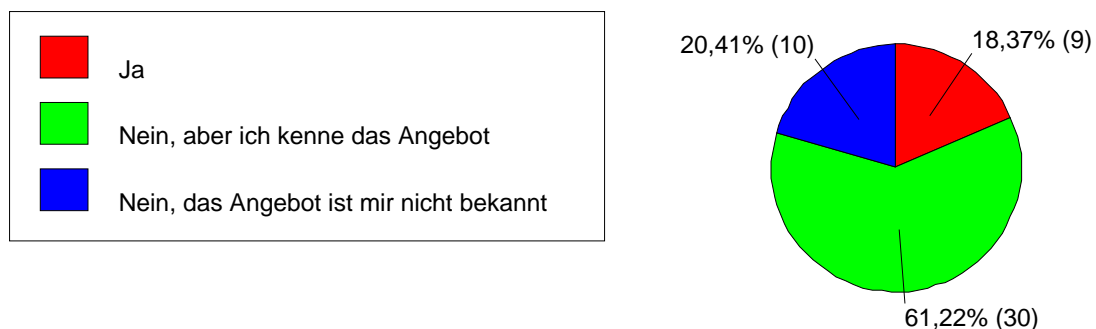 Ja
Nein, aber ich kenne das Angebot
Nein, das Angebot ist mir nicht bekannt
20,41% (10)
18,37% (9)
61,22% (30)